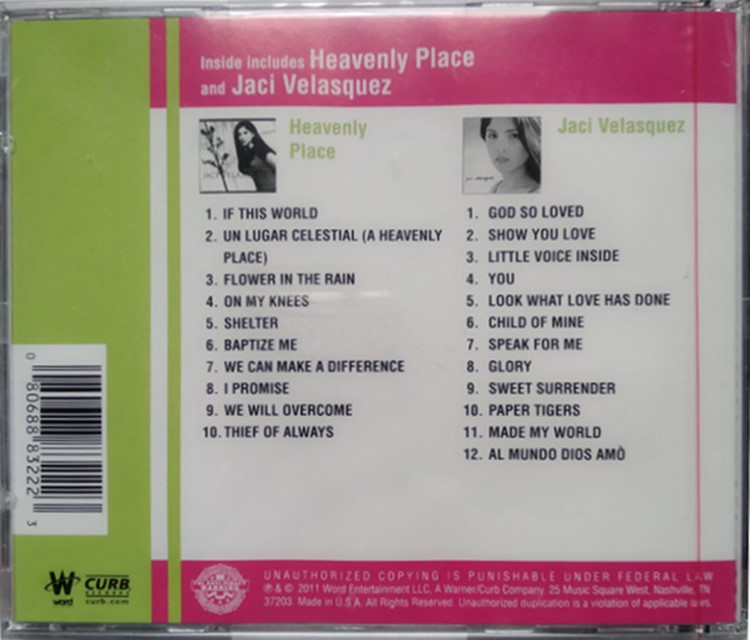 Inside includes Heavenly Place
and Jaci Velasquez
Heavenly
Place
1. IF THIS WORLD
2. UN LUGAR CELESTIAL (A HEAVENLY
PLACE)
3. FLOWER IN THE RAIN
4. ON MY KNEES
5. SHELTER
6. BAPTIZE ME
7. WE CAN MAKE A DIFFERENCE
8. I PROMISE
9. WE WILL OVERCOME
10. THIEF OF ALWAYS
Jaci Velasquez
1. GOD SO LOVED
2. SHOW YOU LOVE
3. LITTLE VOICE INSIDE
4. YOU
5. LOOK WHAT LOVE HAS DONE
6. CHILD OF MINE
7. SPEAK FOR ME
8. GLORY
9. SWEET SURRENDER
10. PAPER TIGERS
11. MADE MY WORLD
12. AL MUNDO DIOS AMÒ
0 80688 83222 3
word
CURB
RECORDS
curb.com
UNAUTHORIZED COPYING IS PUNISHABLE UNDER FEDERAL LAW
℗ & © 2011 Word Entertainment LLC, A Warner/Curb Company. 25 Music Square West, Nashville, TN
37203. Made in U.S.A. All Rights Reserved. Unauthorized duplication is a violation of applicable laws.